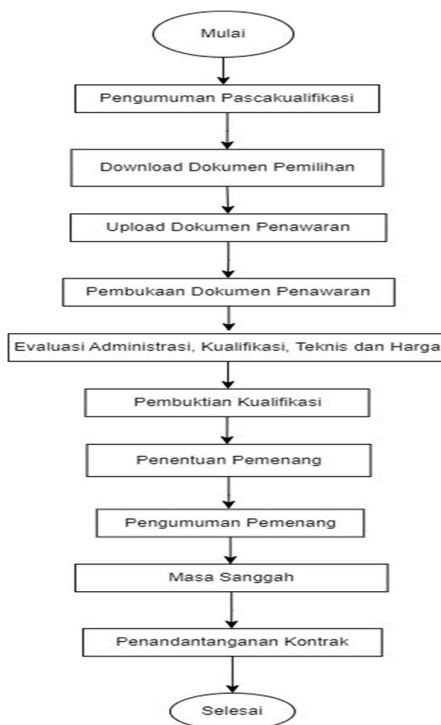 Mulai
Pengumuman Pascakualifikasi
Download Dokumen Pemilihan
Upload Dokumen Penawaran
Pembukaan Dokumen Penawaran
Evaluasi Administrasi, Kualifikasi, Teknis dan Harga
Pembuktian Kualifikasi
Penentuan Pemenang
Pengumuman Pemenang
Masa Sanggah
Penandantanganan Kontrak
Selesai